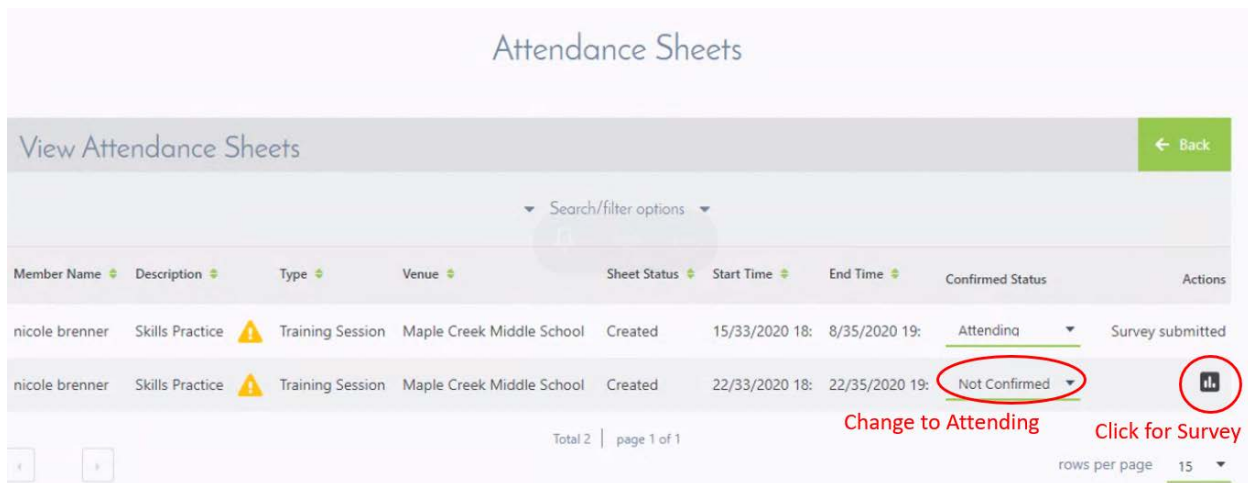 Attendance Sheets
View Attendance Sheets
← Back
Search/filter options
Member Name Description Type Venue Sheet Status Start Time End Time Confirmed Status Actions
nicole brenner Skills Practice Training Session Maple Creek Middle School Created 15/33/2020 18: 8/35/2020 19: Attending Survey submitted
nicole brenner Skills Practice Training Session Maple Creek Middle School Created 22/33/2020 18: 22/35/2020 19: Not Confirmed
Change to Attending
Click for Survey
Total 2 | page 1 of 1
rows per page 15